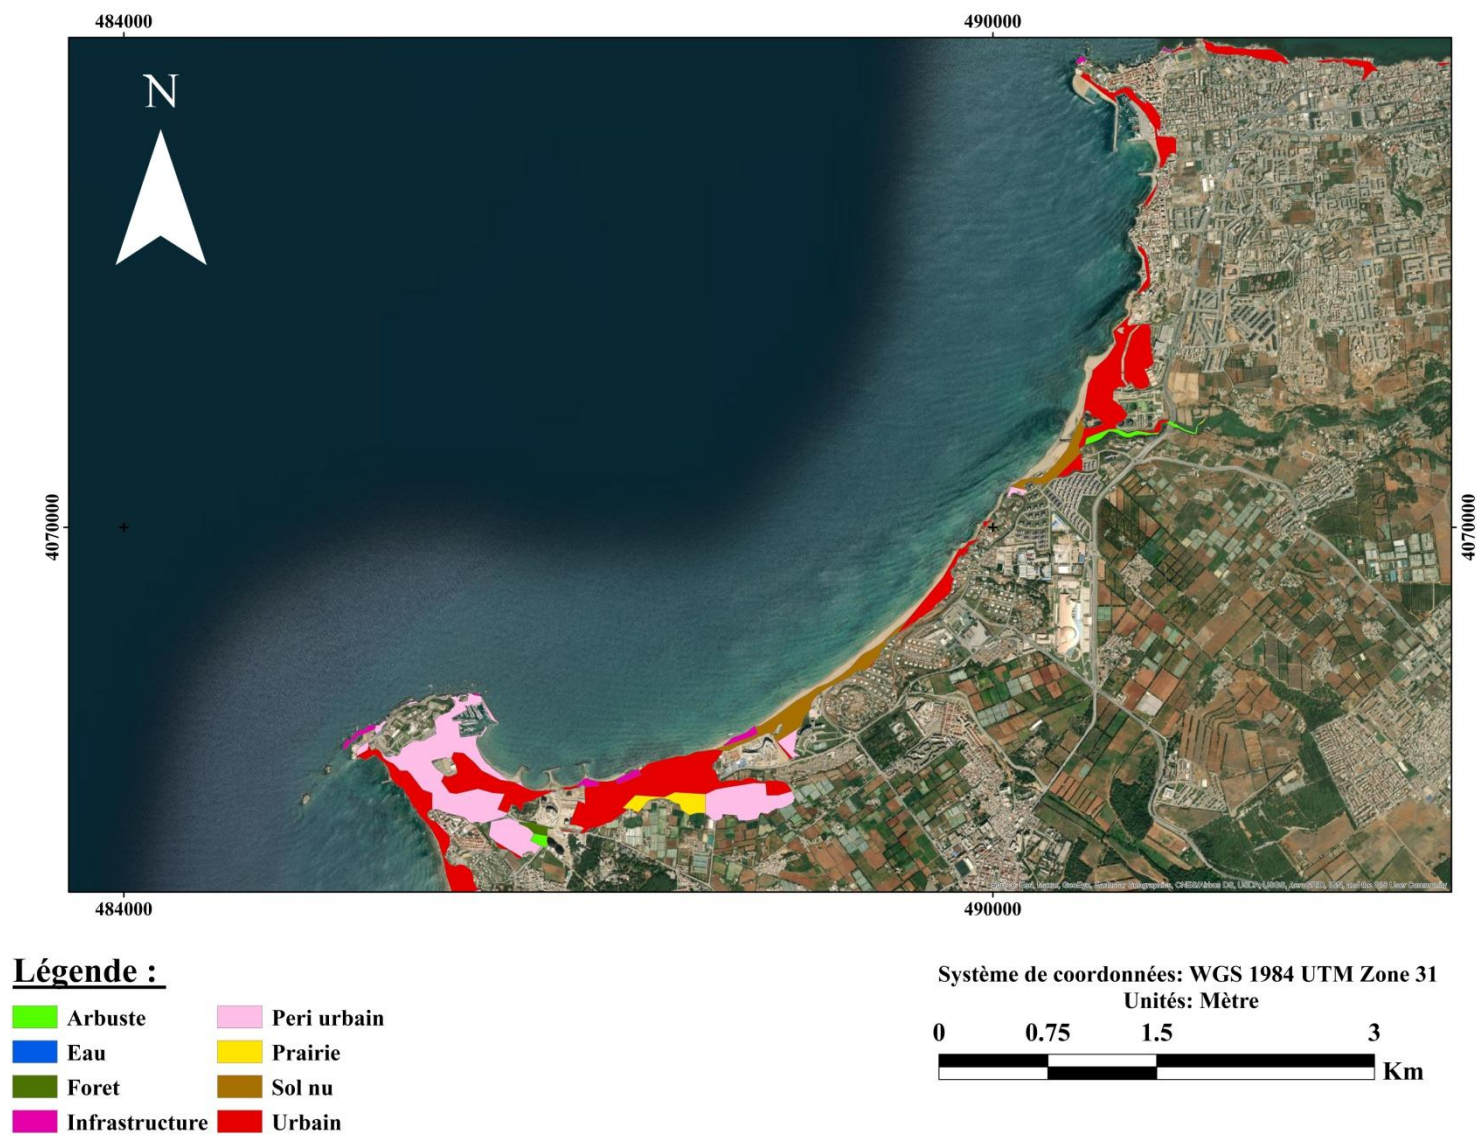 484000 490000
N
4070000 4070000
484000 490000
Légende :
Arbuste
Eau
Foret
Infrastructure
Peri urbain
Prairie
Sol nu
Urbain
Système de coordonnées: WGS 1984 UTM Zone 31
Unités: Mètre
0 0.75 1.5 3
Km